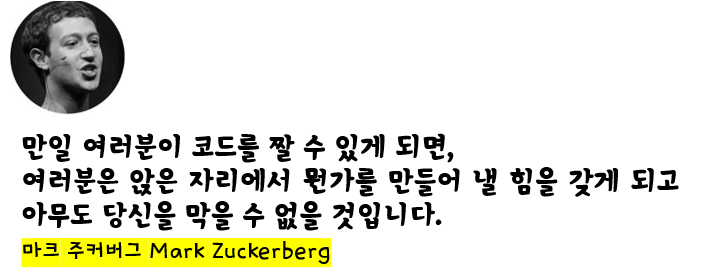 만일 여러분이 코드를 짤 수 있게 되면,
여러분은 앉은 자리에서 뭔가를 만들어 낼 힘을 갖게 되고
아무도 당신을 막을 수 없을 것입니다.
마크 주커버그 Mark Zuckerberg